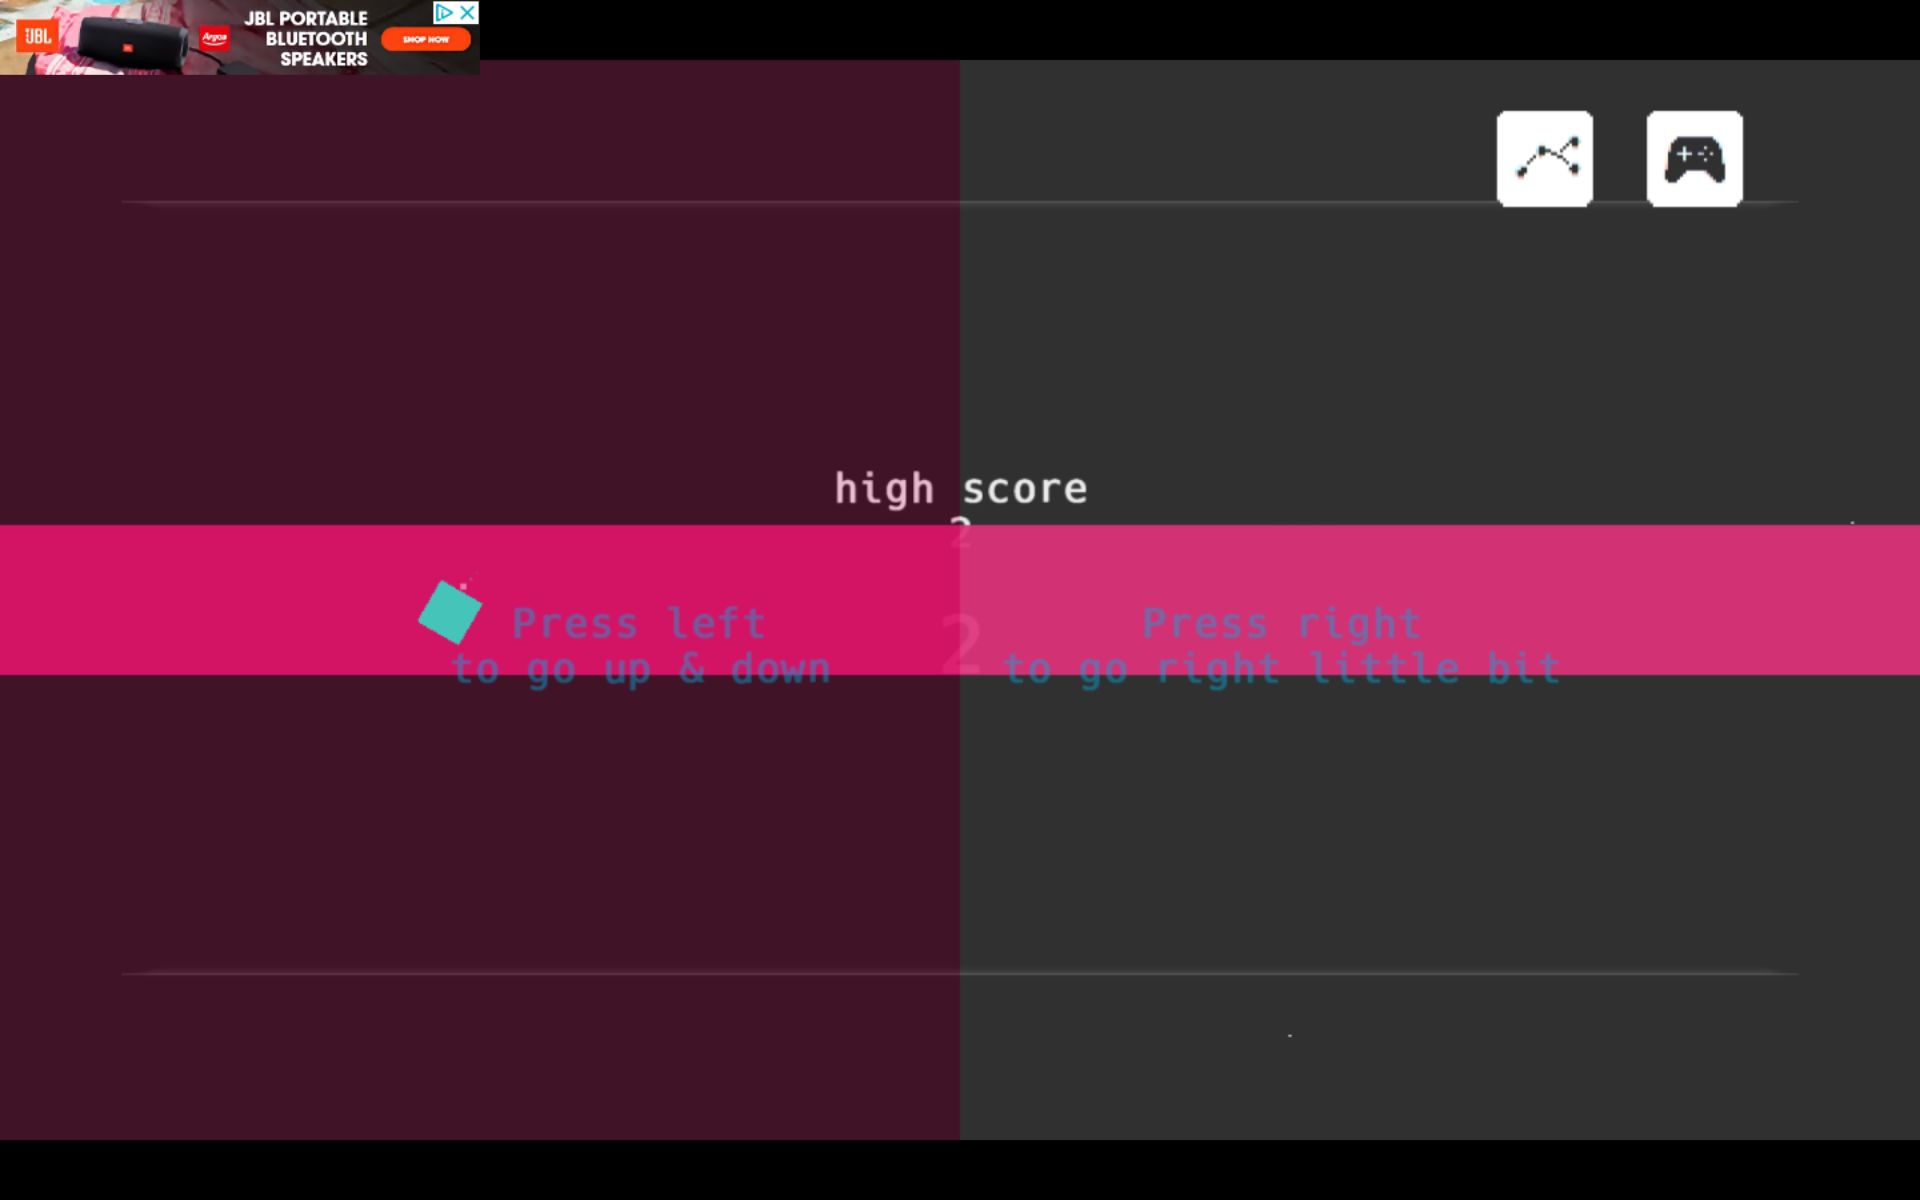 JBL
JBL PORTABLE
BLUETOOTH
SPEAKERS
Argos
SHOP NOW
high score
2
2
Press left
to go up & down
Press right
to go right little bit